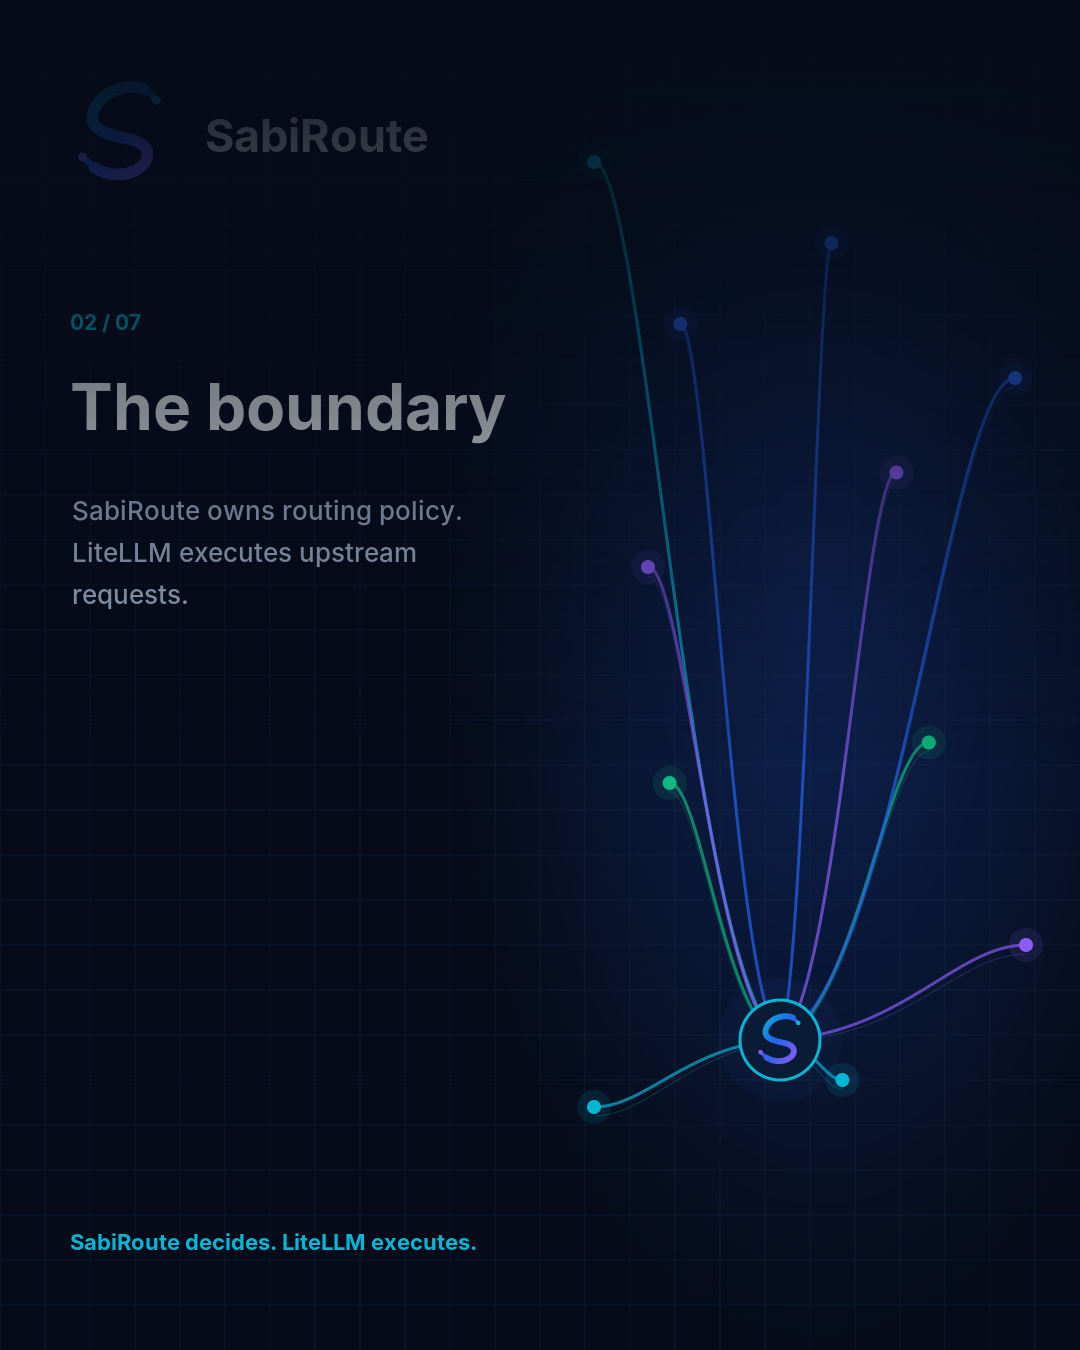 SabiRoute
02 / 07
The boundary
SabiRoute owns routing policy.
LiteLLM executes upstream
requests.
SabiRoute decides. LiteLLM executes.